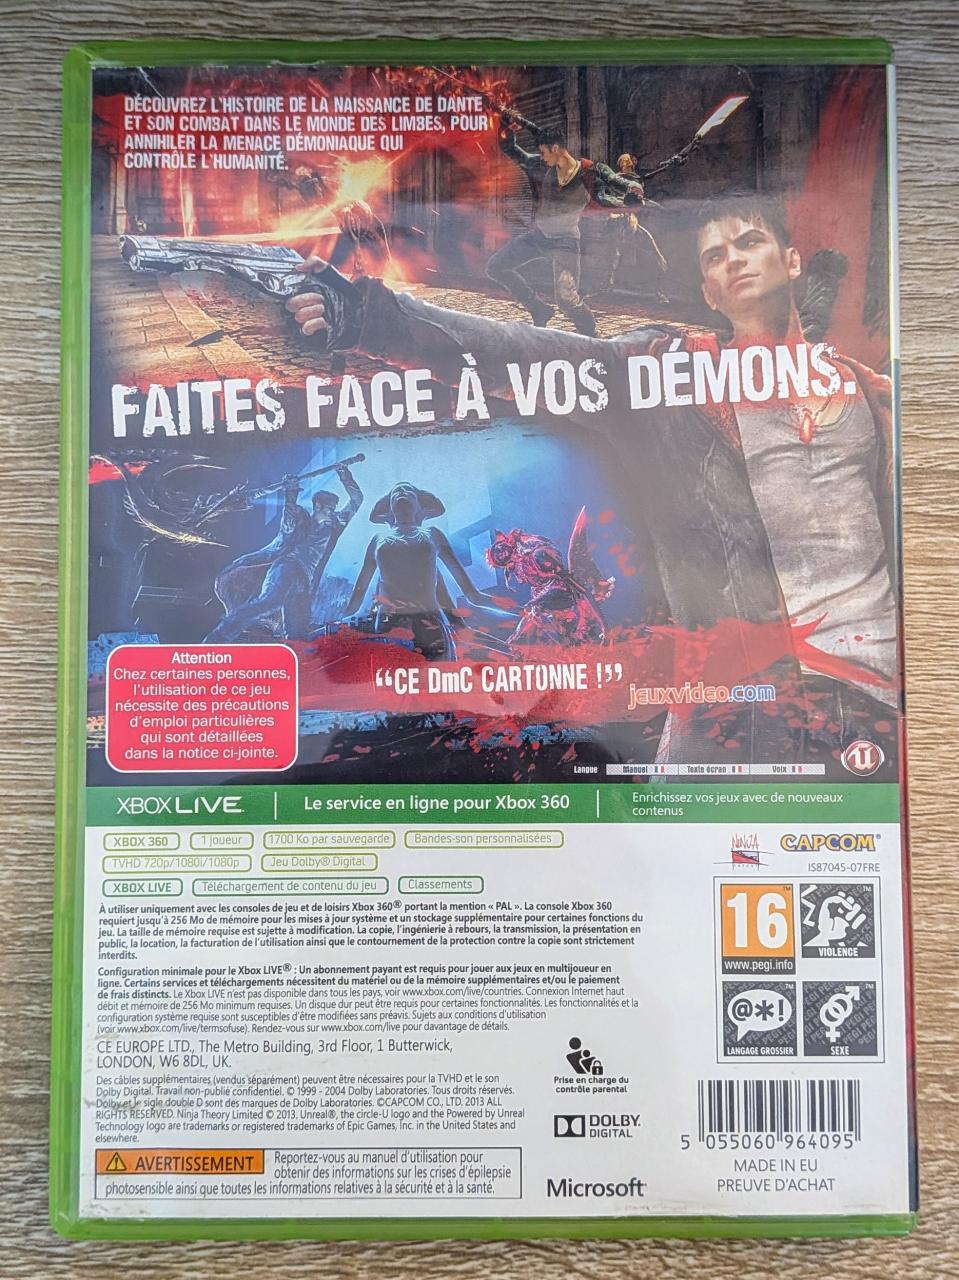 DÉCOUVREZ L'HISTOIRE DE LA NAISSANCE DE DANTE
ET SON COMBAT DANS LE MONDE DES LIMBES, POUR
ANNIHILER LA MENACE DÉMONIAQUE QUI
CONTRÔLE L'HUMANITÉ.
FAITES FACE À VOS DÉMONS.
Attention
Chez certaines personnes,
l'utilisation de ce jeu
nécessite des précautions
d'emploi particulières
qui sont détaillées
dans la notice ci-jointe.
“CE DmC CARTONNE !”
jeuxvideo.com
Langue Manuel Texte écran Voix
XBOX LIVE
Le service en ligne pour Xbox 360
Enrichissez vos jeux avec de nouveaux
contenus
XBOX 360 1 joueur 1700 Ko par sauvegarde Bandes-son personnalisées
TVHD 720p/1080i/1080p Jeu Dolby® Digital
XBOX LIVE Téléchargement de contenu du jeu Classements
NINJA
CAPCOM®
IS87045-07FRE
À utiliser uniquement avec les consoles de jeu et de loisirs Xbox 360® portant la mention « PAL ». La console Xbox 360
requiert jusqu'à 256 Mo de mémoire pour les mises à jour système et un stockage supplémentaire pour certaines fonctions du
jeu. La taille de mémoire requise est sujette à modification. La copie, l'ingénierie à rebours, la transmission, la présentation en
public, la location, la facturation de l'utilisation ainsi que le contournement de la protection contre la copie sont strictement
interdits.
Configuration minimale pour le Xbox LIVE® : Un abonnement payant est requis pour jouer aux jeux en multijoueur en
ligne. Certains services et téléchargements nécessitent du matériel ou de la mémoire supplémentaires et/ou le paiement
de frais distincts. Le Xbox LIVE n'est pas disponible dans tous les pays, voir www.xbox.com/live/countries. Connexion Internet haut
débit et mémoire de 256 Mo minimum requises. Un disque dur peut être requis pour certaines fonctionnalités. Les fonctionnalités et la
configuration système requise sont susceptibles d'être modifiées sans préavis. Sujets aux conditions d'utilisation
(voir www.xbox.com/live/termsofuse). Rendez-vous sur www.xbox.com/live pour davantage de détails.
CE EUROPE LTD., The Metro Building, 3rd Floor, 1 Butterwick,
LONDON, W6 8DL, UK.
Des câbles supplémentaires (vendus séparément) peuvent être nécessaires pour la TVHD et le son
Dolby Digital. Travail non-publié confidentiel. © 1999 - 2004 Dolby Laboratories. Tous droits réservés.
Dolby et le sigle double D sont des marques de Dolby Laboratories. ©CAPCOM CO., LTD. 2013 ALL
RIGHTS RESERVED. Ninja Theory Limited © 2013. Unreal®, the circle-U logo and the Powered by Unreal
Technology logo are trademarks or registered trademarks of Epic Games, Inc. in the United States and
elsewhere.
AVERTISSEMENT Reportez-vous au manuel d'utilisation pour
obtenir des informations sur les crises d'épilepsie
photosensible ainsi que toutes les informations relatives à la sécurité et à la santé.
Prise en charge du
contrôle parental
DOLBY
DIGITAL
Microsoft
16
www.pegi.info
VIOLENCE
@*!
LANGAGE GROSSIER
SEXE
5 055060 964095
MADE IN EU
PREUVE D'ACHAT